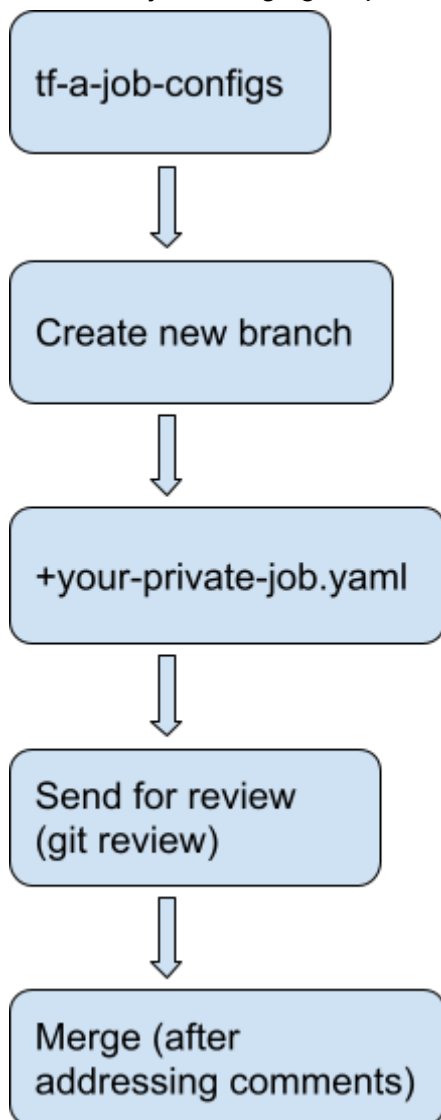 tf-a-job-configs
Create new branch
+your-private-job.yaml
Send for review
(git review)
Merge (after
addressing comments)